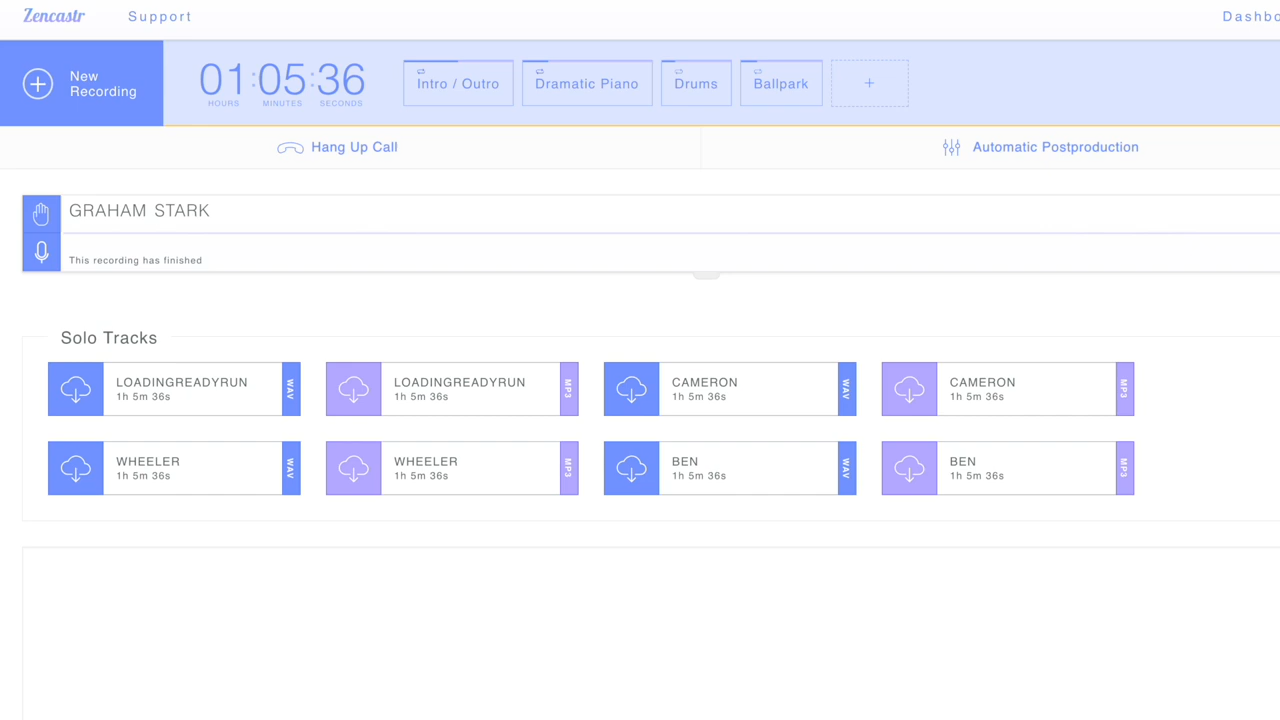 Zencastr
Support
Dashbo
New
Recording
01:05:36
HOURS MINUTES SECONDS
Intro / Outro
Dramatic Piano
Drums
Ballpark
+
Hang Up Call
Automatic Postproduction
GRAHAM STARK
This recording has finished
Solo Tracks
LOADINGREADYRUN
1h 5m 36s
WAV
LOADINGREADYRUN
1h 5m 36s
MP3
CAMERON
1h 5m 36s
WAV
CAMERON
1h 5m 36s
MP3
WHEELER
1h 5m 36s
WAV
WHEELER
1h 5m 36s
MP3
BEN
1h 5m 36s
WAV
BEN
1h 5m 36s
MP3